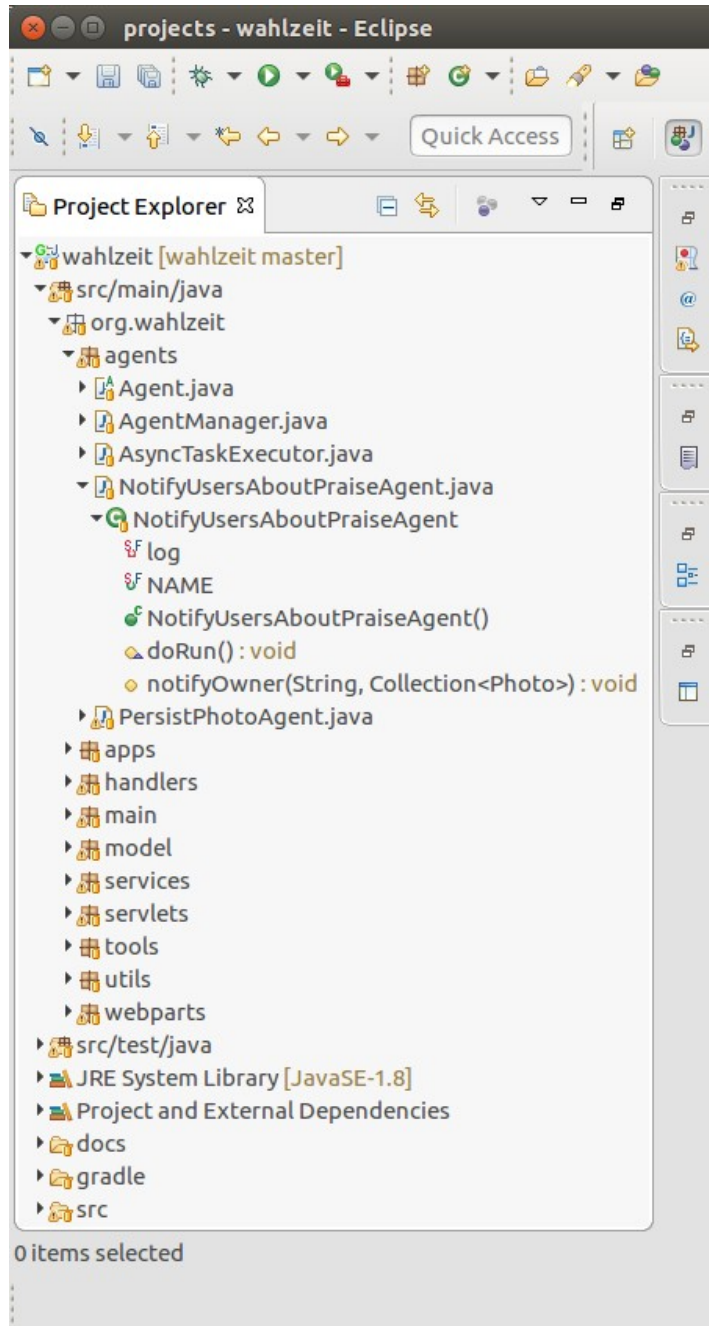 projects - wahlzeit - Eclipse
Quick Access
Project Explorer
wahlzeit [wahlzeit master]
src/main/java
org.wahlzeit
agents
Agent.java
AgentManager.java
AsyncTaskExecutor.java
NotifyUsersAboutPraiseAgent.java
NotifyUsersAboutPraiseAgent
log
NAME
NotifyUsersAboutPraiseAgent()
doRun() : void
notifyOwner(String, Collection<Photo>) : void
PersistPhotoAgent.java
apps
handlers
main
model
services
servlets
tools
utils
webparts
src/test/java
JRE System Library [JavaSE-1.8]
Project and External Dependencies
docs
gradle
src
0 items selected